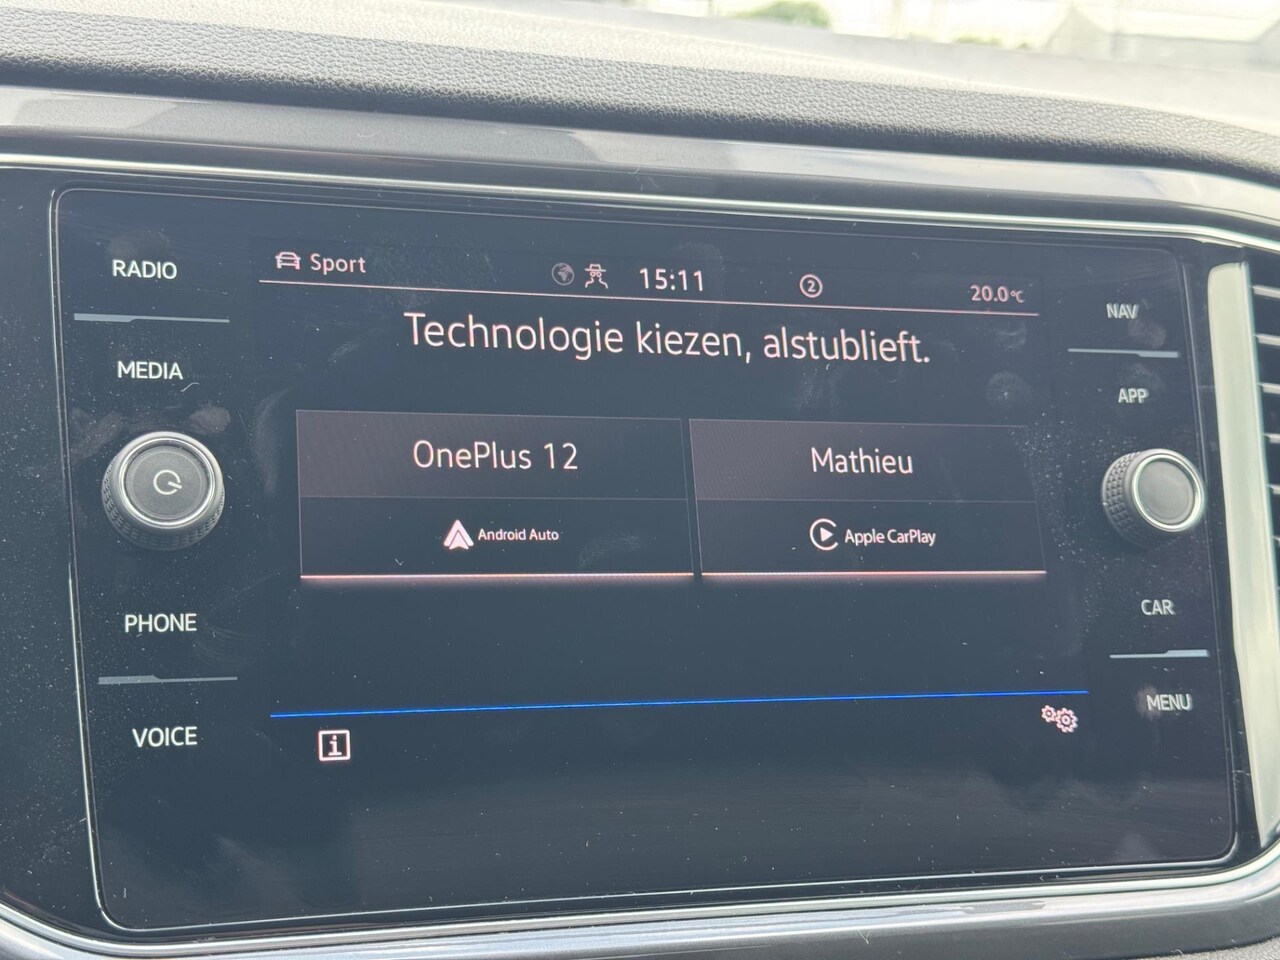 RADIO
MEDIA
PHONE
VOICE
Sport
15:11
2
20.0°C
Technologie kiezen, alstublieft.
OnePlus 12
Android Auto
Mathieu
Apple CarPlay
i
NAV
APP
CAR
MENU